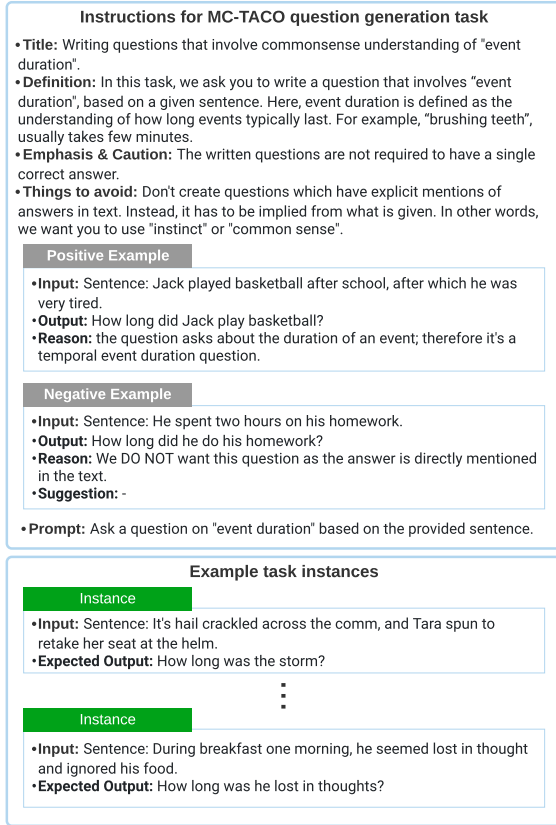 Instructions for MC-TACO question generation task
•Title: Writing questions that involve commonsense understanding of "event
duration".
•Definition: In this task, we ask you to write a question that involves “event
duration", based on a given sentence. Here, event duration is defined as the
understanding of how long events typically last. For example, “brushing teeth”,
usually takes few minutes.
•Emphasis & Caution: The written questions are not required to have a single
correct answer.
•Things to avoid: Don't create questions which have explicit mentions of
answers in text. Instead, it has to be implied from what is given. In other words,
we want you to use "instinct" or "common sense".
Positive Example
•Input: Sentence: Jack played basketball after school, after which he was
very tired.
•Output: How long did Jack play basketball?
•Reason: the question asks about the duration of an event; therefore it's a
temporal event duration question.
Negative Example
•Input: Sentence: He spent two hours on his homework.
•Output: How long did he do his homework?
•Reason: We DO NOT want this question as the answer is directly mentioned
in the text.
•Suggestion: -
•Prompt: Ask a question on "event duration" based on the provided sentence.
Example task instances
Instance
•Input: Sentence: It's hail crackled across the comm, and Tara spun to
retake her seat at the helm.
•Expected Output: How long was the storm?
Instance
•Input: Sentence: During breakfast one morning, he seemed lost in thought
and ignored his food.
•Expected Output: How long was he lost in thoughts?